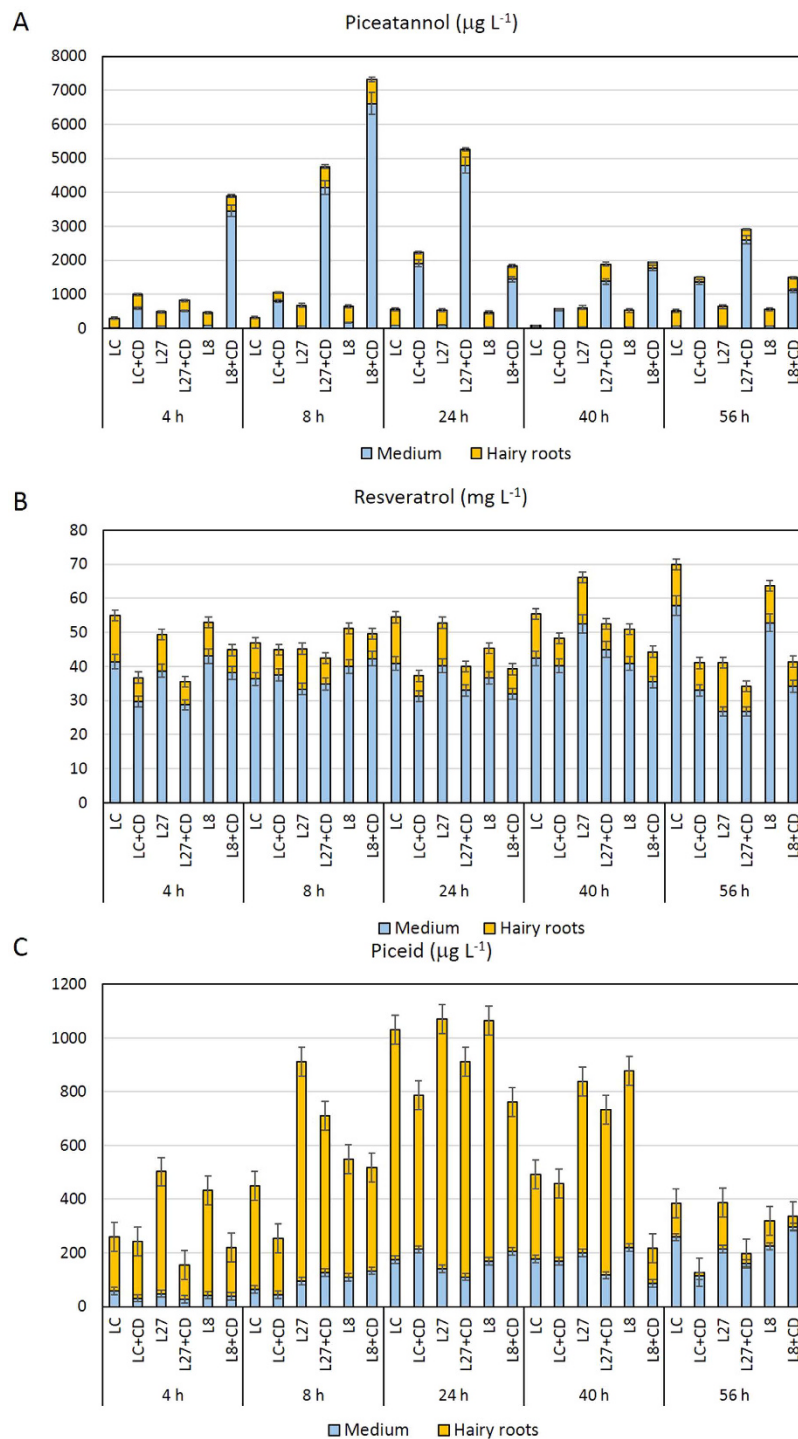 A
Piceatannol (μg L⁻¹)
8000
7000
6000
5000
4000
3000
2000
1000
0
LC LC+CD L27 L27+CD L8 L8+CD LC LC+CD L27 L27+CD L8 L8+CD LC LC+CD L27 L27+CD L8 L8+CD LC LC+CD L27 L27+CD L8 L8+CD LC LC+CD L27 L27+CD L8 L8+CD
4 h 8 h 24 h 40 h 56 h
Medium Hairy roots
B
Resveratrol (mg L⁻¹)
80
70
60
50
40
30
20
10
0
LC LC+CD L27 L27+CD L8 L8+CD LC LC+CD L27 L27+CD L8 L8+CD LC LC+CD L27 L27+CD L8 L8+CD LC LC+CD L27 L27+CD L8 L8+CD LC LC+CD L27 L27+CD L8 L8+CD
4 h 8 h 24 h 40 h 56 h
Medium Hairy roots
C
Piceid (μg L⁻¹)
1200
1000
800
600
400
200
0
LC LC+CD L27 L27+CD L8 L8+CD LC LC+CD L27 L27+CD L8 L8+CD LC LC+CD L27 L27+CD L8 L8+CD LC LC+CD L27 L27+CD L8 L8+CD LC LC+CD L27 L27+CD L8 L8+CD
4 h 8 h 24 h 40 h 56 h
Medium Hairy roots